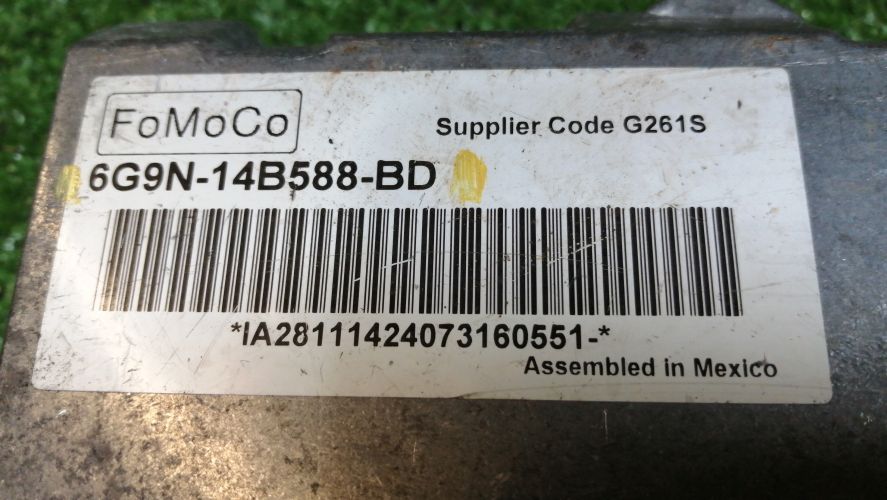 FoMoCo
Supplier Code G261S
6G9N-14B588-BD
*IA28111424073160551-*
Assembled in Mexico